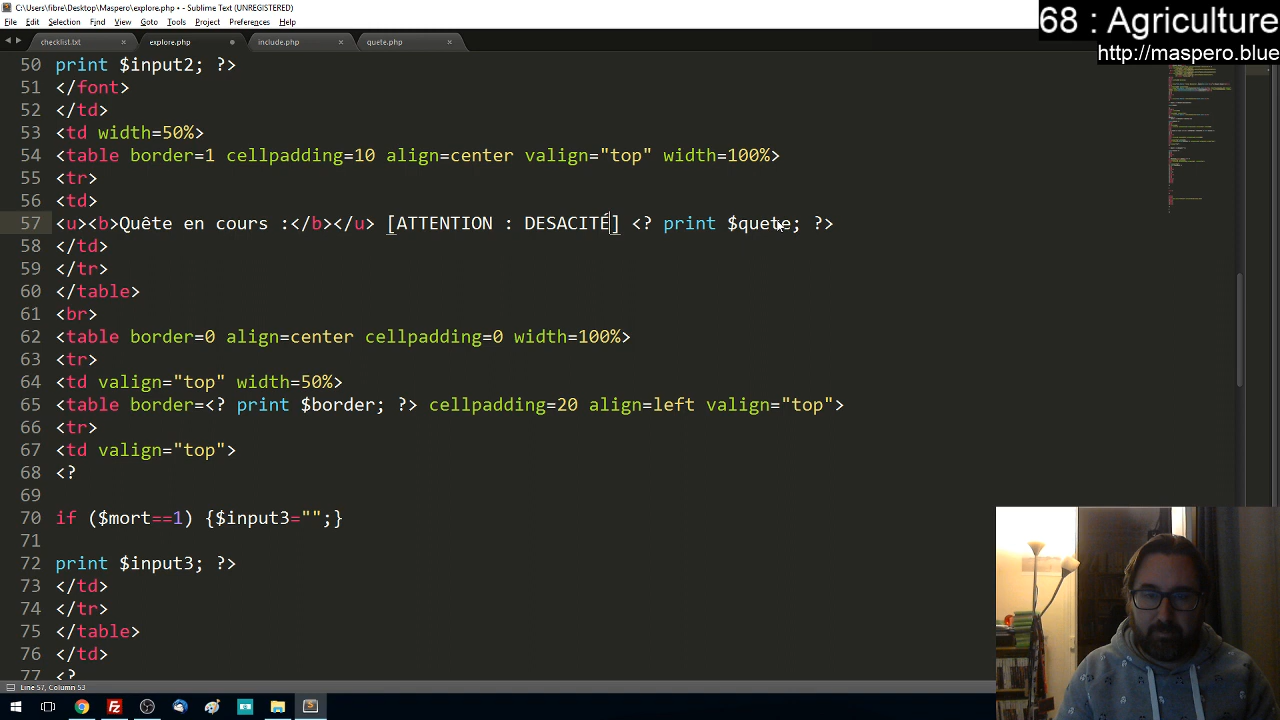 C:\Users\fibre\Desktop\Maspero\explore.php • - Sublime Text (UNREGISTERED)
File Edit Selection Find View Goto Tools Project Preferences Help
68 : Agriculture
http://maspero.blue
checklist.txt explore.php include.php quete.php
50 print $input2; ?>
51 </font>
52 </td>
53 <td width=50%>
54 <table border=1 cellpadding=10 align=center valign="top" width=100%>
55 <tr>
56 <td>
57 <u><b>Quête en cours :</b></u> [ATTENTION : DESACITÉ] <? print $quete; ?>
58 </td>
59 </tr>
60 </table>
61 <br>
62 <table border=0 align=center cellpadding=0 width=100%>
63 <tr>
64 <td valign="top" width=50%>
65 <table border=<? print $border; ?> cellpadding=20 align=left valign="top">
66 <tr>
67 <td valign="top">
68 <?
69
70 if ($mort==1) {$input3="";}
71
72 print $input3; ?>
73 </td>
74 </tr>
75 </table>
76 </td>
77 <?
Line 57, Column 53